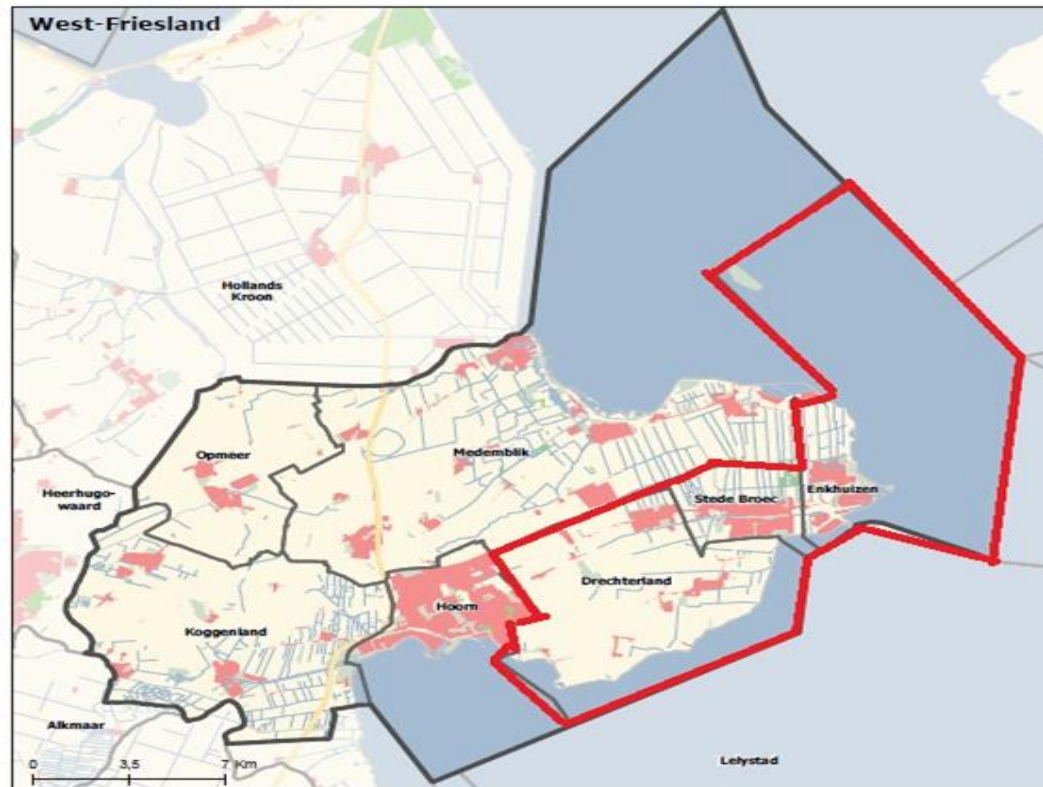 West-Friesland
Hollands
Kroon
Opmeer
Medemblik
Heerhugo-
waard
Stede Broec
Enkhuizen
Drechterland
Hoorn
Koggenland
Alkmaar
Lelystad
0 3,5 7 Km